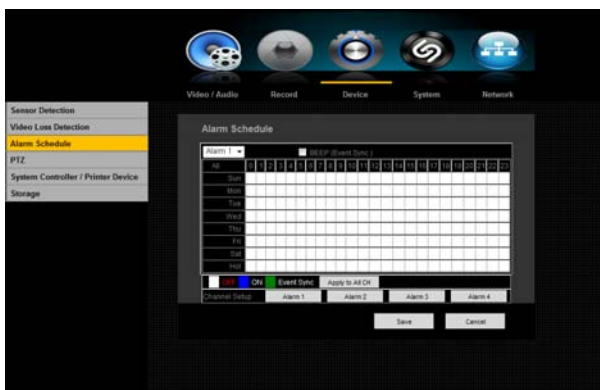 Video / Audio Record Device System Network
Sensor Detection
Video Loss Detection
Alarm Schedule
PTZ
System Controller / Printer Device
Storage
Alarm Schedule
Alarm 1 BEEP (Event Sync )
All 0 1 2 3 4 5 6 7 8 9 10 11 12 13 14 15 16 17 18 19 20 21 22 23
Sun
Mon
Tue
Wed
Thu
Fri
Sat
Hol
OFF ON Event Sync Apply to All CH
Channel Setup Alarm 1 Alarm 2 Alarm 3 Alarm 4
Save Cancel